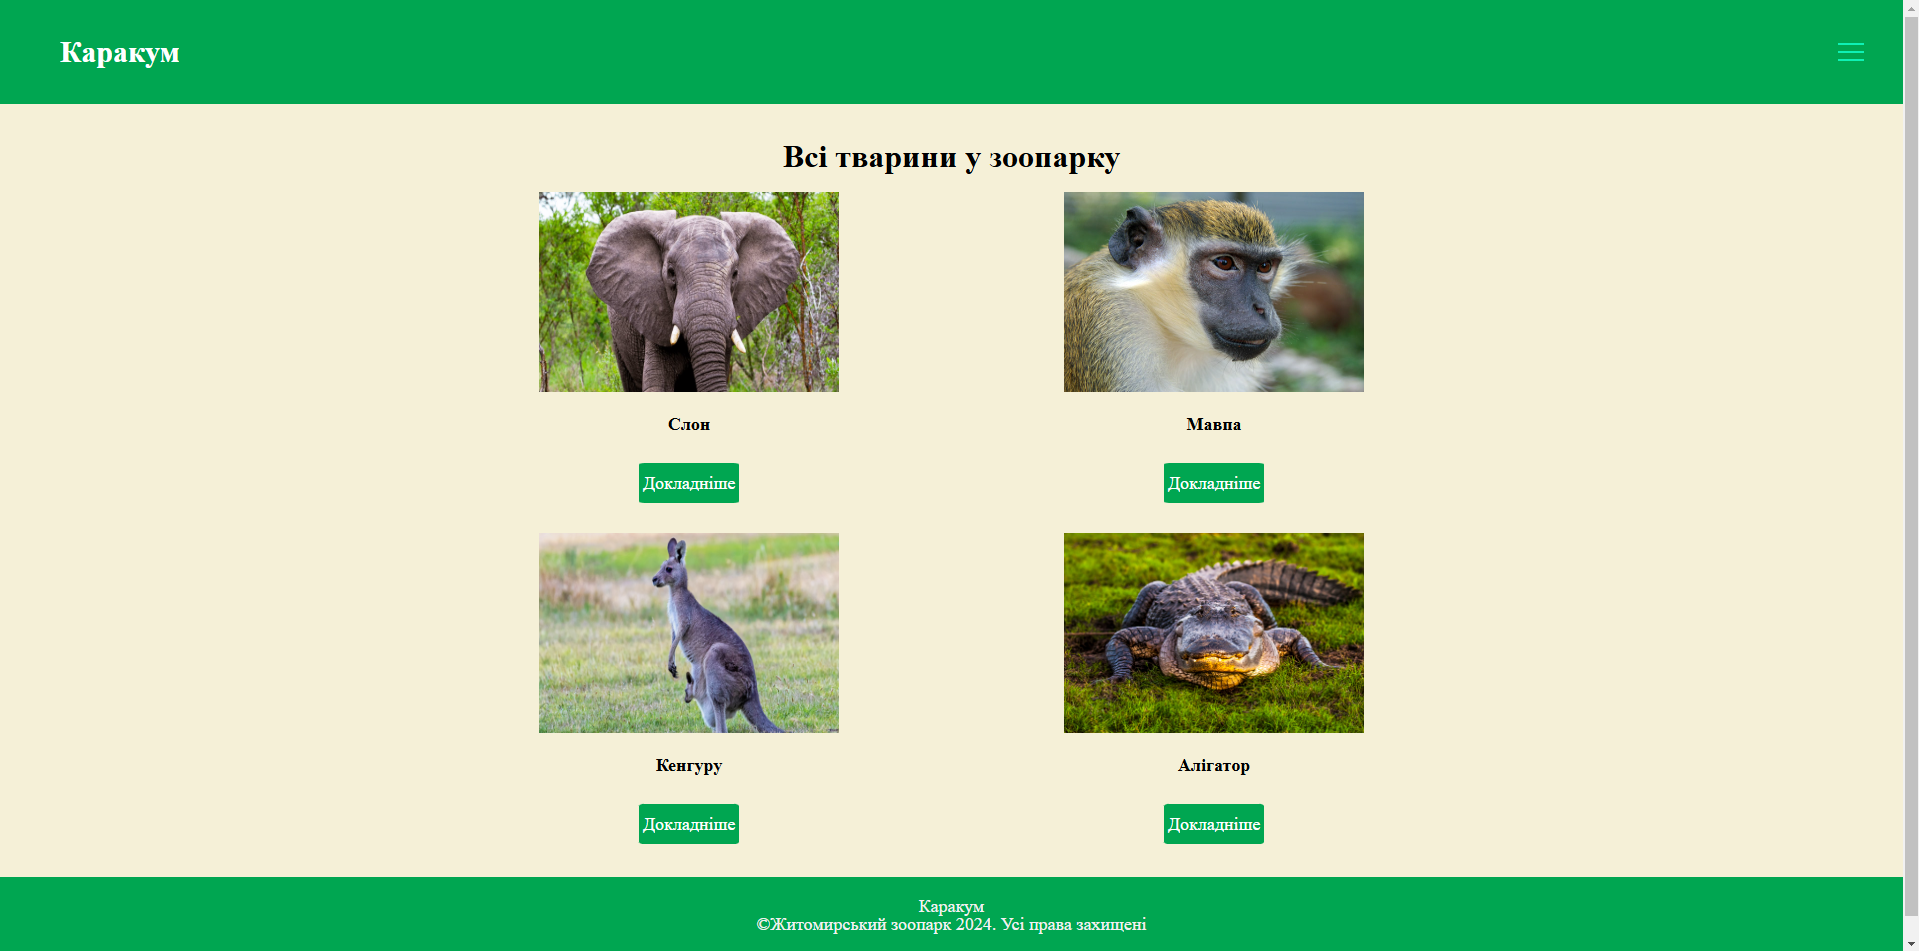 Каракум
Всі тварини у зоопарку
Слон
Мавпа
Докладніше
Докладніше
Кенгуру
Алігатор
Докладніше
Докладніше
Каракум
©Житомирський зоопарк 2024. Усі права захищені